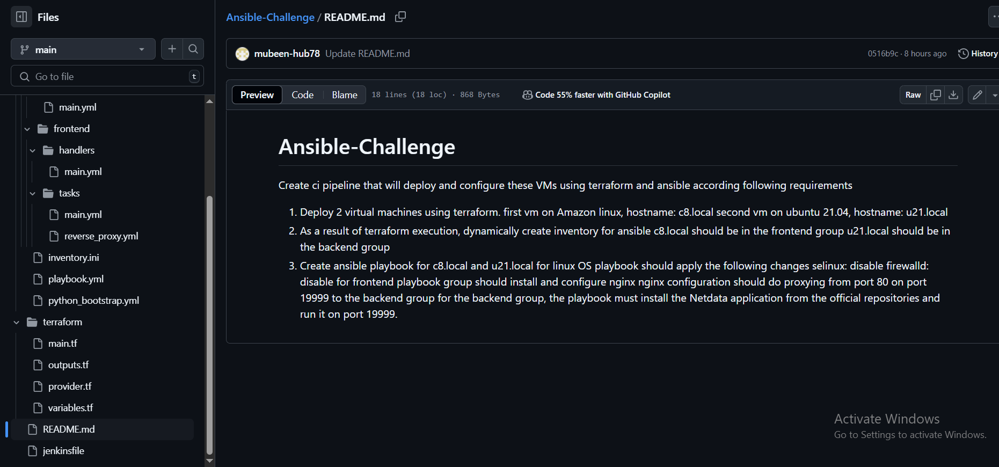 Files
main
Go to file
t
main.yml
frontend
handlers
main.yml
tasks
main.yml
reverse_proxy.yml
inventory.ini
playbook.yml
python_bootstrap.yml
terraform
main.tf
outputs.tf
provider.tf
variables.tf
README.md
jenkinsfile
Ansible-Challenge / README.md
mubeen-hub78 Update README.md
0516b9c · 8 hours ago
History
Preview
Code
Blame
18 lines (18 loc) · 868 Bytes
Code 55% faster with GitHub Copilot
Raw
Ansible-Challenge
Create ci pipeline that will deploy and configure these VMs using terraform and ansible according following requirements
1. Deploy 2 virtual machines using terraform. first vm on Amazon linux, hostname: c8.local second vm on ubuntu 21.04, hostname: u21.local
2. As a result of terraform execution, dynamically create inventory for ansible c8.local should be in the frontend group u21.local should be in
the backend group
3. Create ansible playbook for c8.local and u21.local for linux OS playbook should apply the following changes selinux: disable firewalld:
disable for frontend playbook group should install and configure nginx nginx configuration should do proxying from port 80 on port
19999 to the backend group for the backend group, the playbook must install the Netdata application from the official repositories and
run it on port 19999.
Activate Windows
Go to Settings to activate Windows.